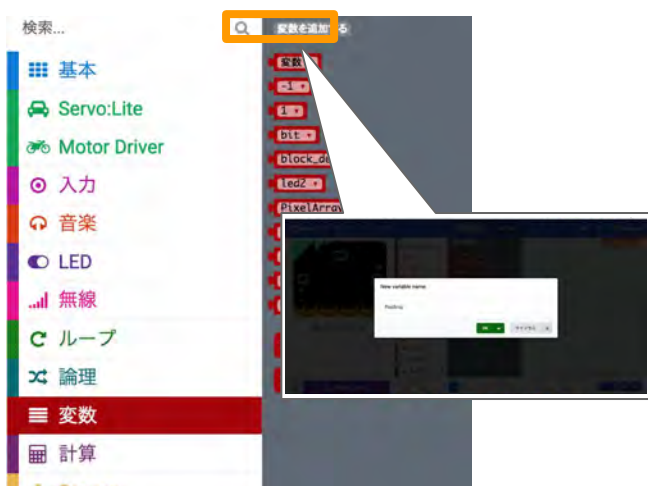 検索...
変数を追加する
基本
Servo:Lite
Motor Driver
入力
音楽
LED
無線
ループ
論理
変数
計算
変数
-1
1
bit
block_de
led2
PixelArray
New variable name:
キャンセル